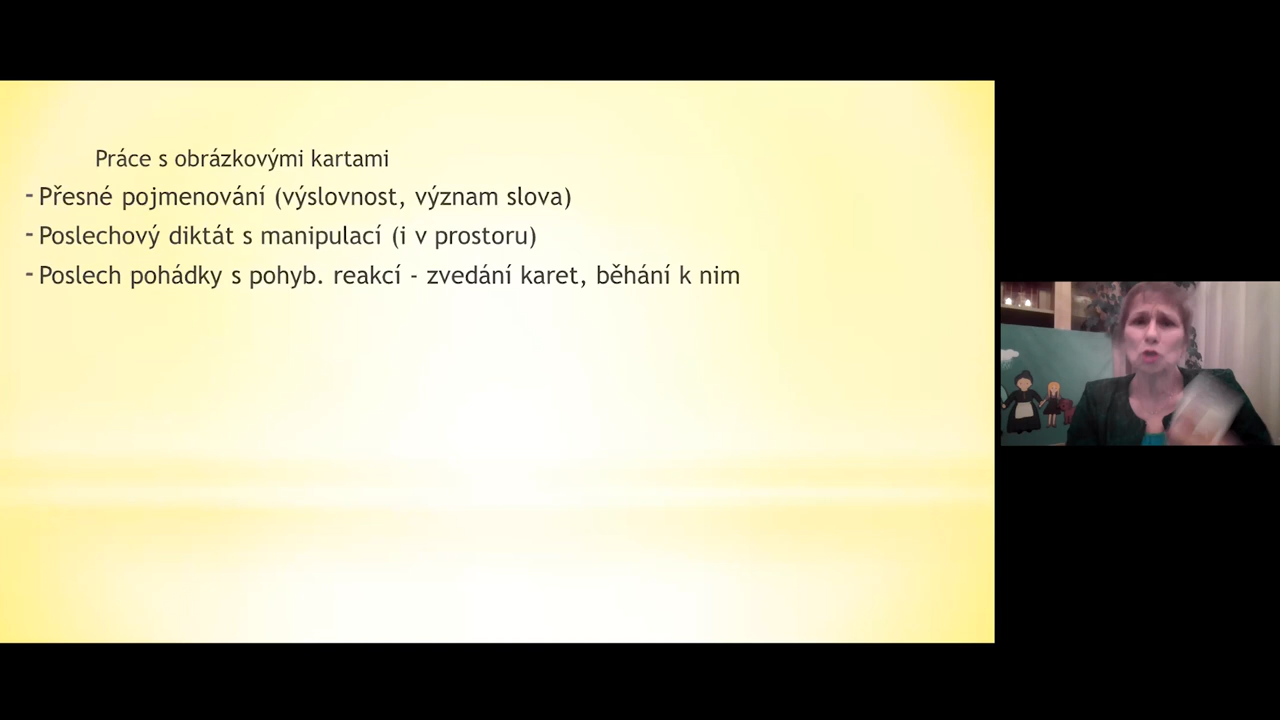 Práce s obrázkovými kartami
- Přesné pojmenování (výslovnost, význam slova)
- Poslechový diktát s manipulací (i v prostoru)
- Poslech pohádky s pohyb. reakcí - zvedání karet, běhání k nim